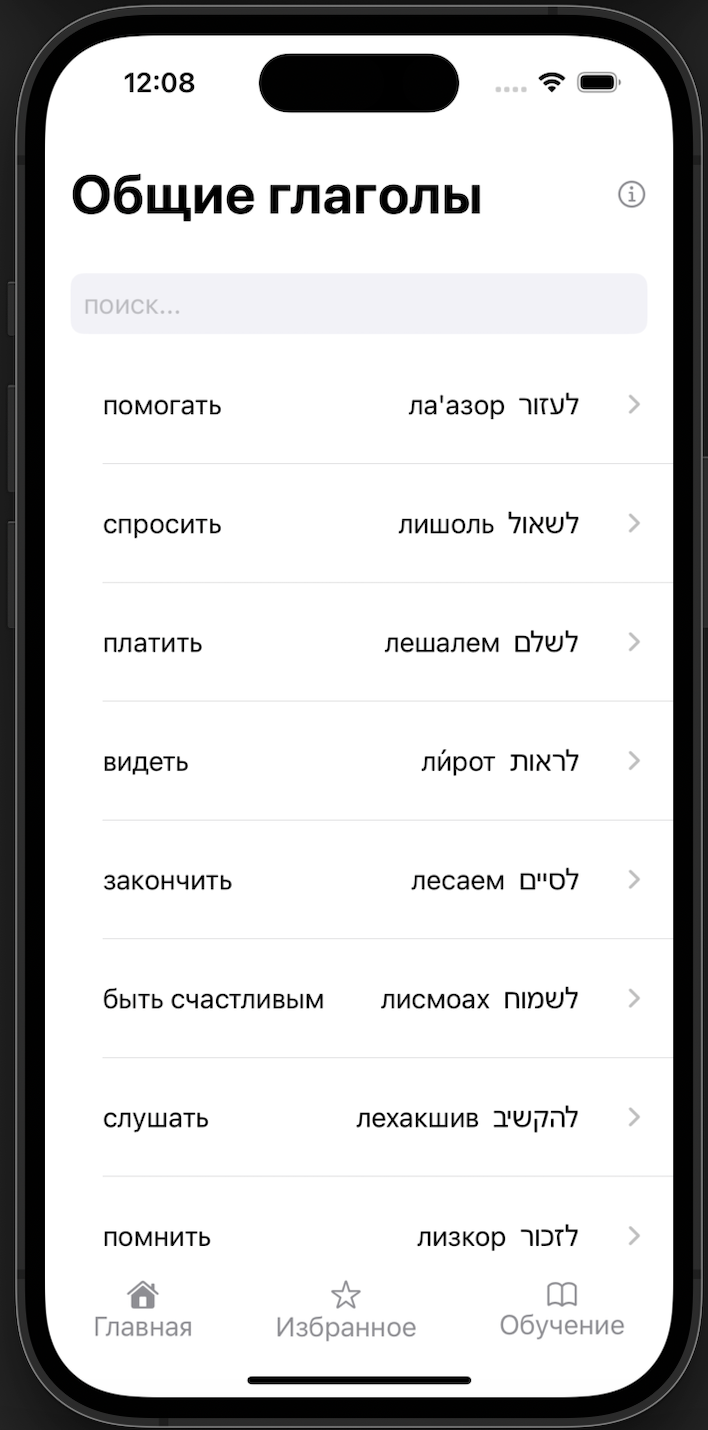 12:08
Общие глаголы
поиск...
помогать ла'азор לעזור
спросить лишоль לשאול
платить лешалем לשלם
видеть ли́рот לראות
закончить лесаем לסיים
быть счастливым лисмоах לשמוח
слушать лехакшив להקשיב
помнить лизкор לזכור
Главная Избранное Обучение